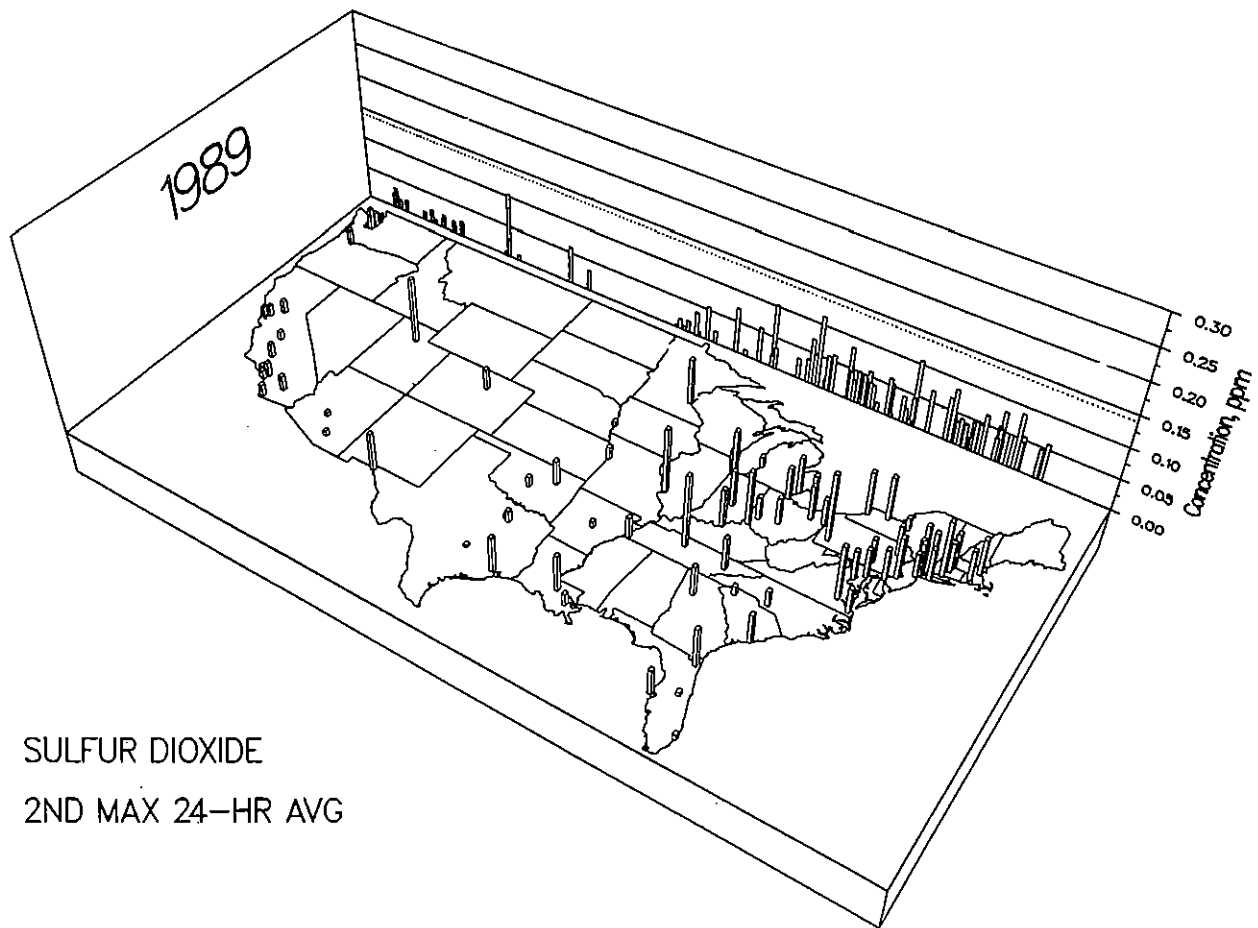 1989
0.30
0.25
0.20
0.15
0.10
0.05
0.00
Concentration, ppm
SULFUR DIOXIDE
2ND MAX 24-HR AVG